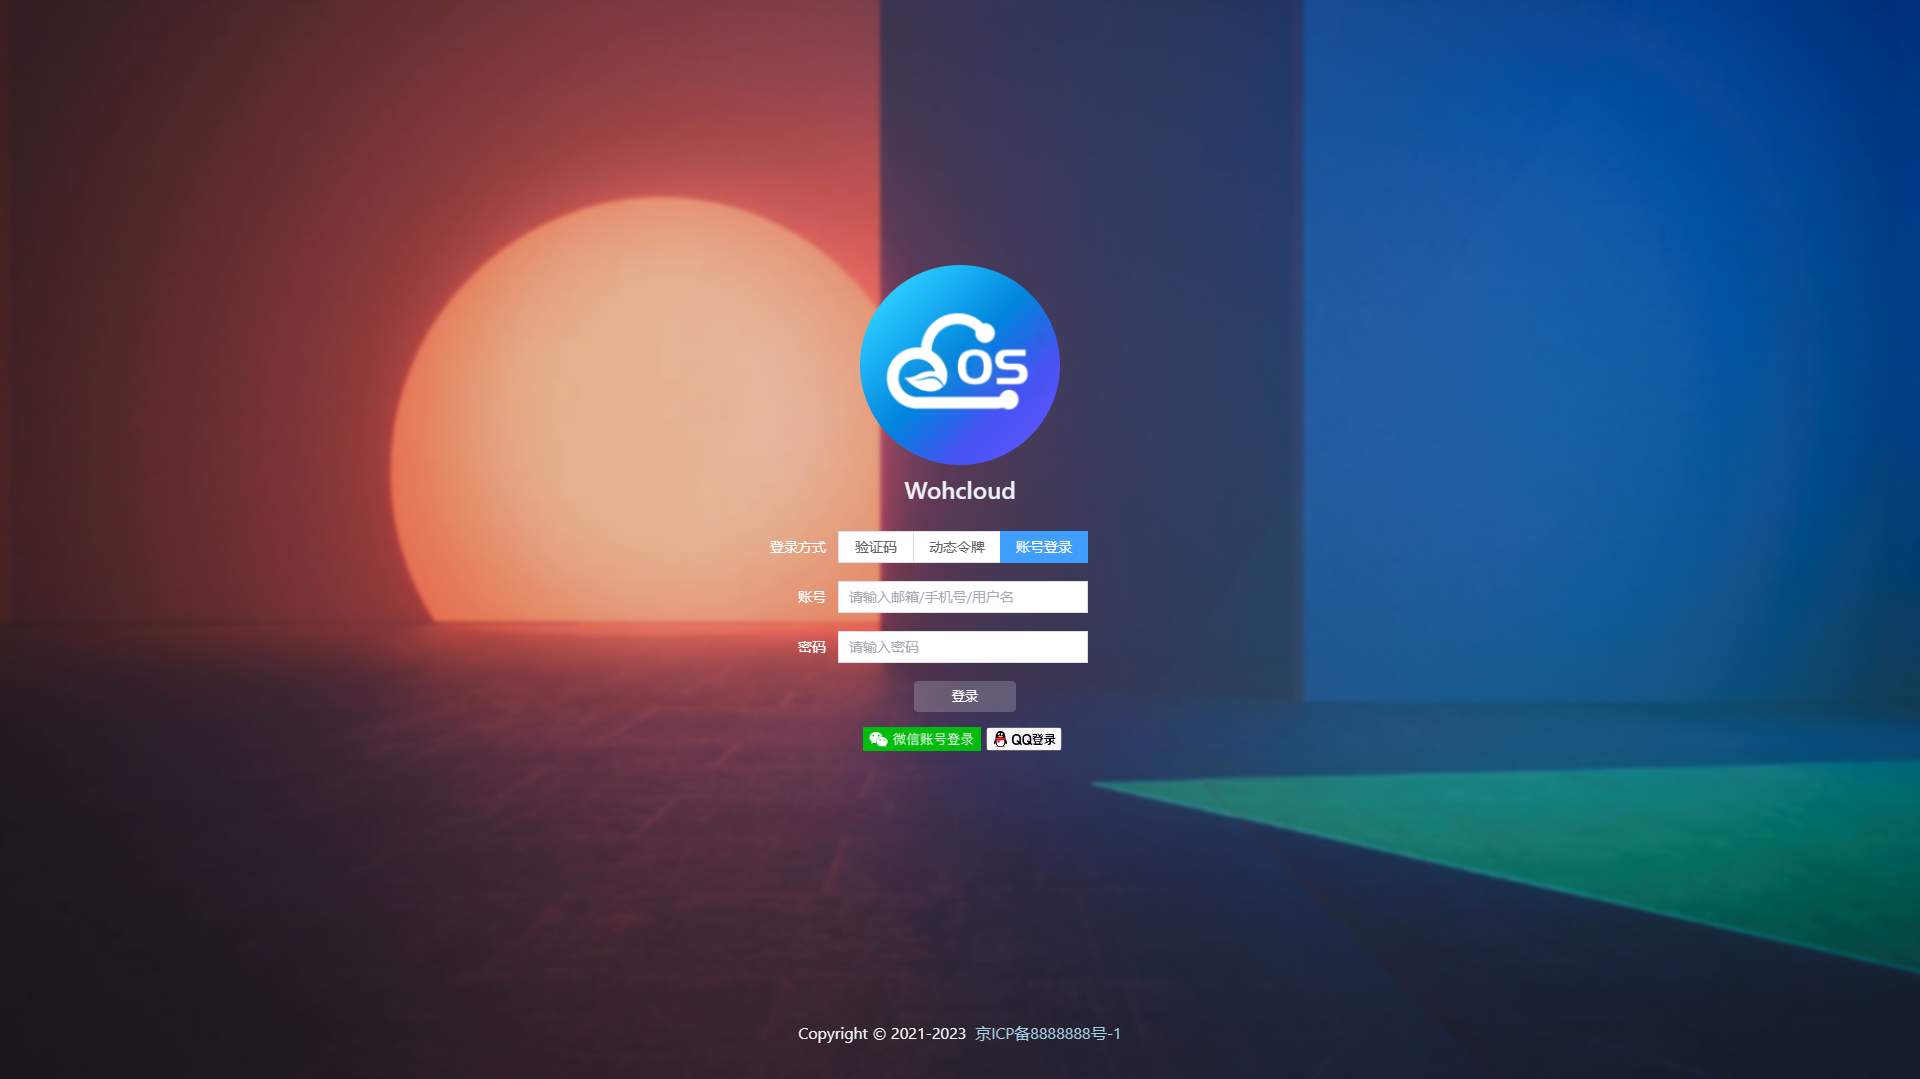 OS
Wohcloud
登录方式 验证码 动态令牌 账号登录
账号 请输入邮箱/手机号/用户名
密码 请输入密码
登录
微信账号登录 QQ登录
Copyright © 2021-2023 京ICP备8888888号-1